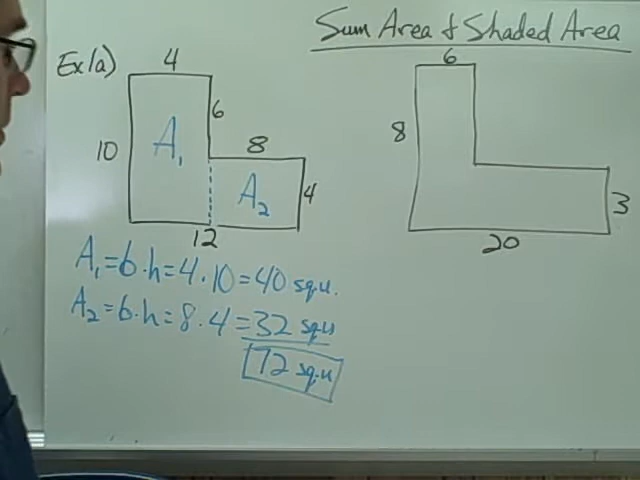 Sum Area & Shaded Area
Ex(a)
4
6
10
A₁
8
A₂
4
12
A₁=b·h=4·10=40 sq u.
A₂=b·h=8·4=32 sq u
72 sq.u
6
8
3
20